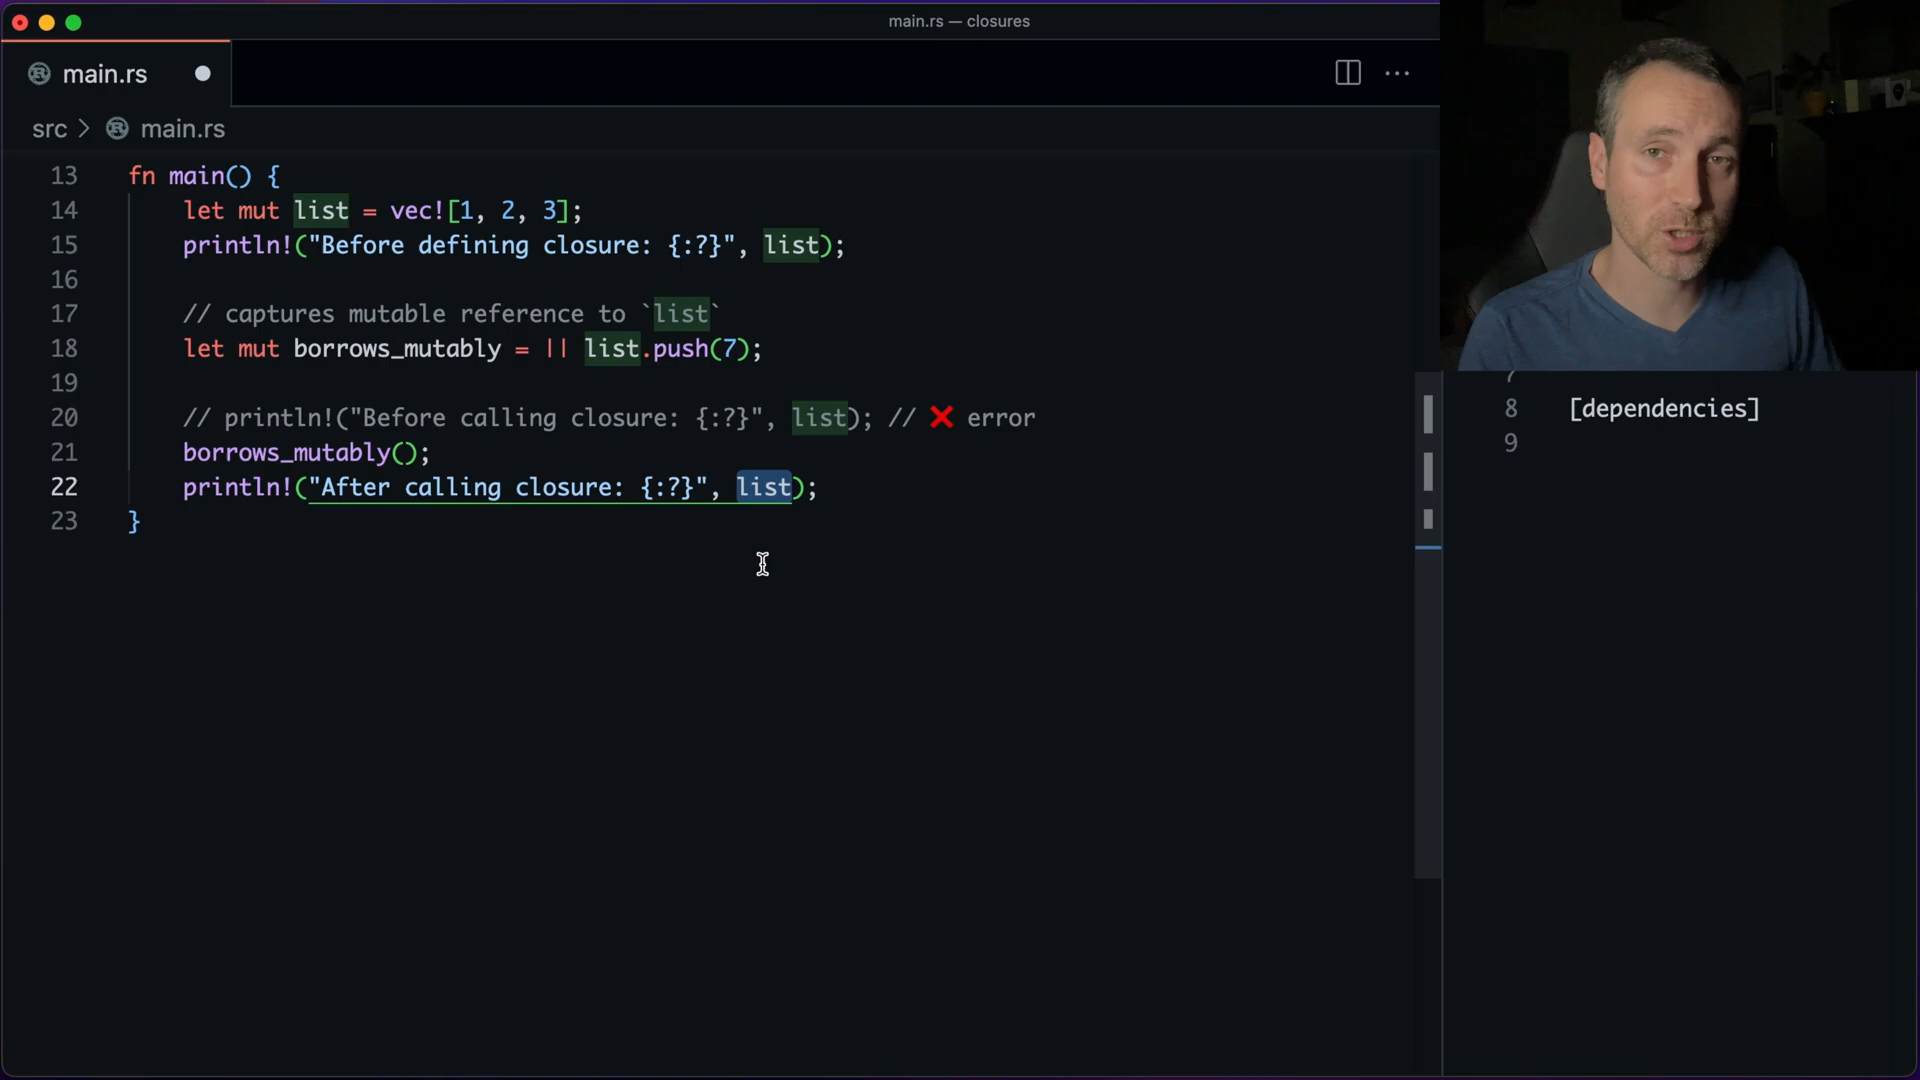 main.rs — closures
main.rs
src > main.rs
13 fn main() {
14 let mut list = vec![1, 2, 3];
15 println!("Before defining closure: {:?}", list);
16
17 // captures mutable reference to `list`
18 let mut borrows_mutably = || list.push(7);
19
20 // println!("Before calling closure: {:?}", list); // ❌ error
21 borrows_mutably();
22 println!("After calling closure: {:?}", list);
23 }
8 [dependencies]
9